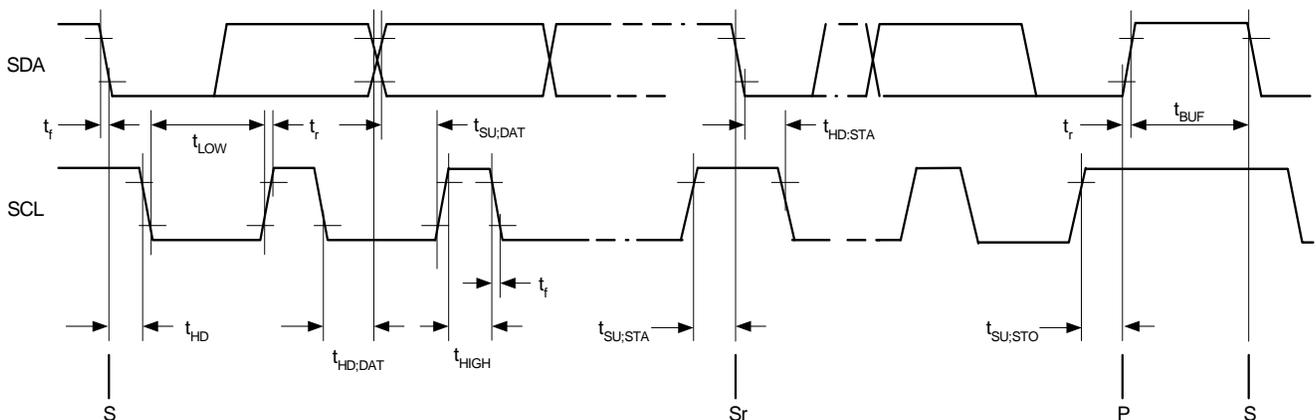 SDA
t_f
t_LOW
t_r
t_SU;DAT
t_HD:STA
t_r
t_BUF
SCL
t_f
t_HD
t_HD;DAT
t_HIGH
t_SU;STA
t_SU;STO
S
Sr
P
S